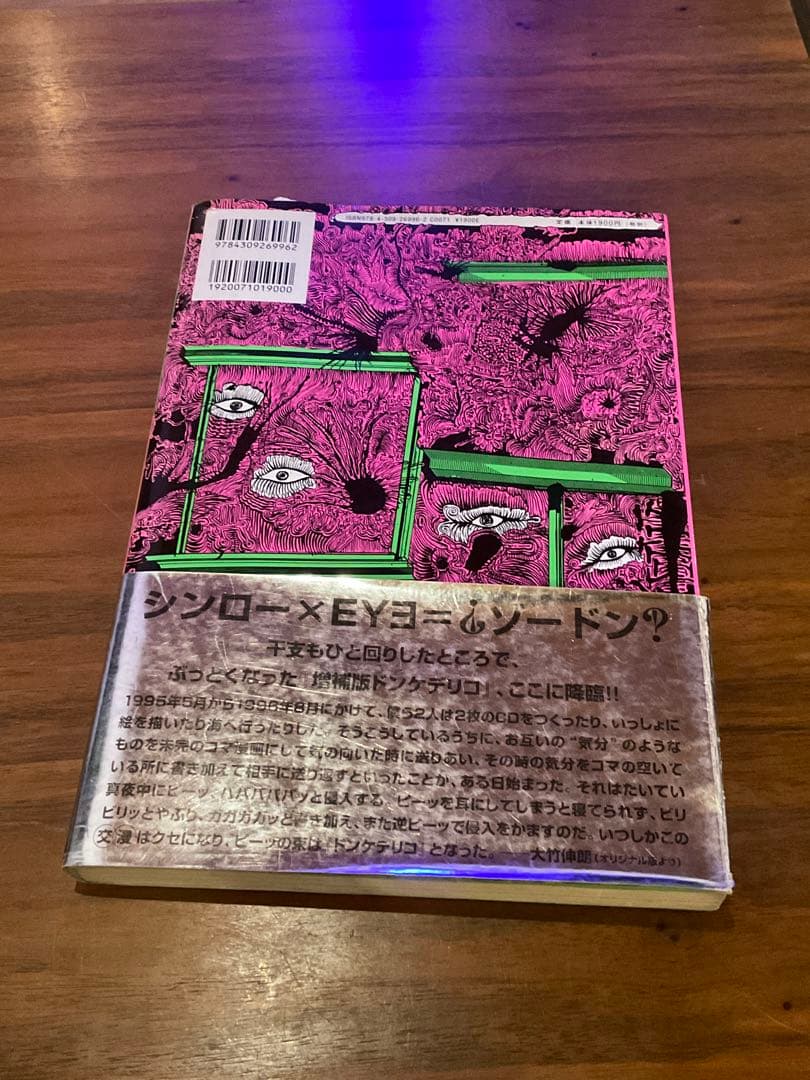 9784309269962
1920071019000
ISBN978-4-309-26996-2 C0071 ¥1900E
定価 本体1900円(税別)
シンロー×EYヨ=¿ゾードン?
干支もひと回りしたところで、
ぶっとくなった「増補版ドンケデリコ」、ここに降臨!!
1995年5月から1996年8月にかけて、僕ら2人は2枚のCDをつくったり、いっしょに
絵を描いたり海へ行ったりした。そうこうしているうちに、お互いの“気分”のような
ものを未完のコマ漫画にして気の向いた時に送りあい、その時の気分をコマの空いて
いる所に書き加えて相手に送り返すといったことが、ある日始まった。それはたいてい
真夜中にピーッ、ハバババババッと侵入する。ピーッを耳にしてしまうと寝てられず、ビリ
ビリッとやぶり、ガガガガッと書き加え、また逆ピーッで侵入をかますのだ。いつしかこの
交漫はクセになり、ピーッの束は『ドンケデリコ』となった。——大竹伸朗(オリジナル版より)